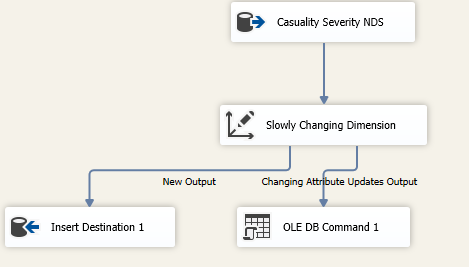 Casuality Severity NDS
Slowly Changing Dimension
New Output
Changing Attribute Updates Output
Insert Destination 1
OLE DB Command 1